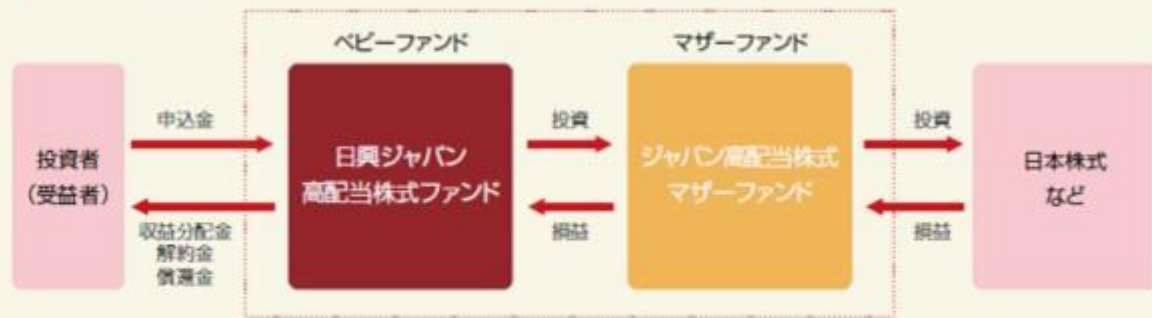 ベビーファンド
マザーファンド
投資者
(受益者)
申込金
収益分配金
解約金
償還金
日興ジャパン
高配当株式ファンド
投資
損益
ジャパン高配当株式
マザーファンド
投資
損益
日本株式
など